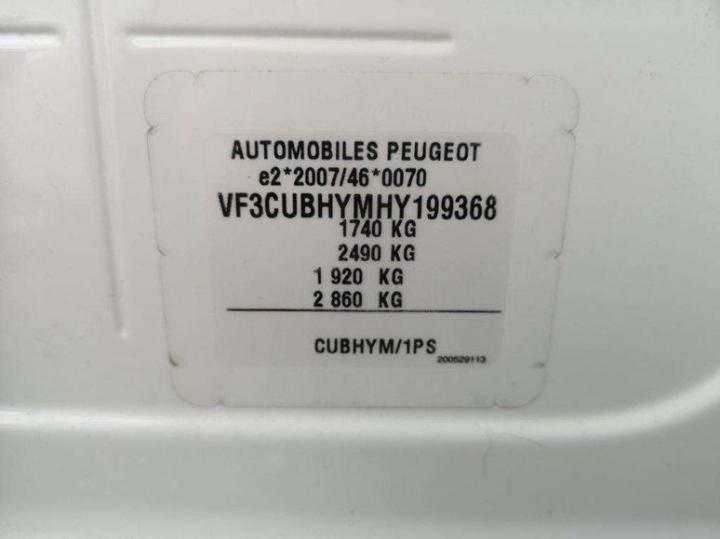 AUTOMOBILES PEUGEOT
e2*2007/46*0070
VF3CUBHYMHY199368
1740 KG
2490 KG
1 920 KG
2 860 KG
CUBHYM/1PS
200529113